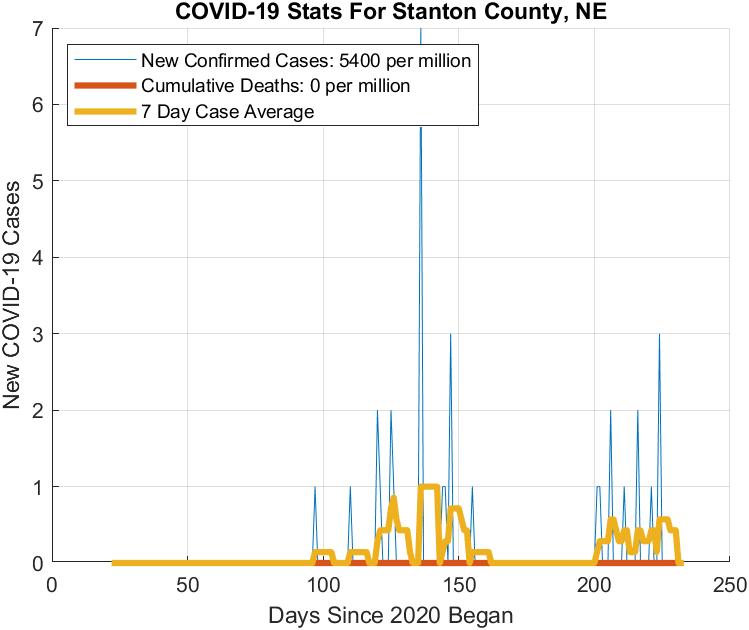 COVID-19 Stats For Stanton County, NE
New Confirmed Cases: 5400 per million
Cumulative Deaths: 0 per million
7 Day Case Average
New COVID-19 Cases
7
6
5
4
3
2
1
0
0 50 100 150 200 250
Days Since 2020 Began